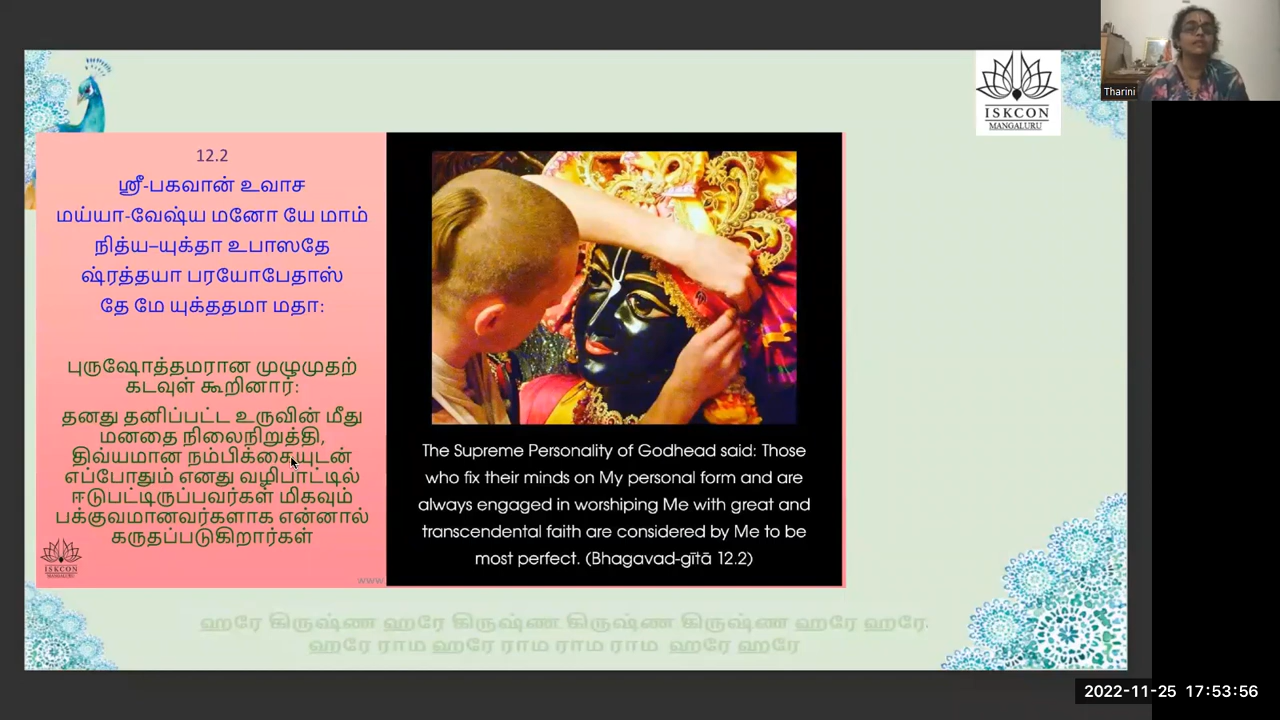 ISKCON
MANGALURU
Tharini
12.2
ஸ்ரீ-பகவான் உவாச
மய்யா-வேஷ்ய மனோ யே மாம்
நித்ய–யுக்தா உபாஸதே
ஷ்ரத்தயா பரயோபேதாஸ்
தே மே யுக்ததமா மதா:
புருஷோத்தமரான முழுமுதற்
கடவுள் கூறினார்:
தனது தனிப்பட்ட உருவின் மீது
மனதை நிலைநிறுத்தி,
திவ்யமான நம்பிக்கையுடன்
எப்போதும் எனது வழிபாட்டில்
ஈடுபட்டிருப்பவர்கள் மிகவும்
பக்குவமானவர்களாக என்னால்
கருதப்படுகிறார்கள்
ISKCON
MANGALURU
www.
The Supreme Personality of Godhead said: Those
who fix their minds on My personal form and are
always engaged in worshiping Me with great and
transcendental faith are considered by Me to be
most perfect. (Bhagavad-gītā 12.2)
ஹரே கிருஷ்ண ஹரே கிருஷ்ண கிருஷ்ண கிருஷ்ண ஹரே ஹரே
ஹரே ராம ஹரே ராம ராம ராம ஹரே ஹரே
2022-11-25 17:53:56